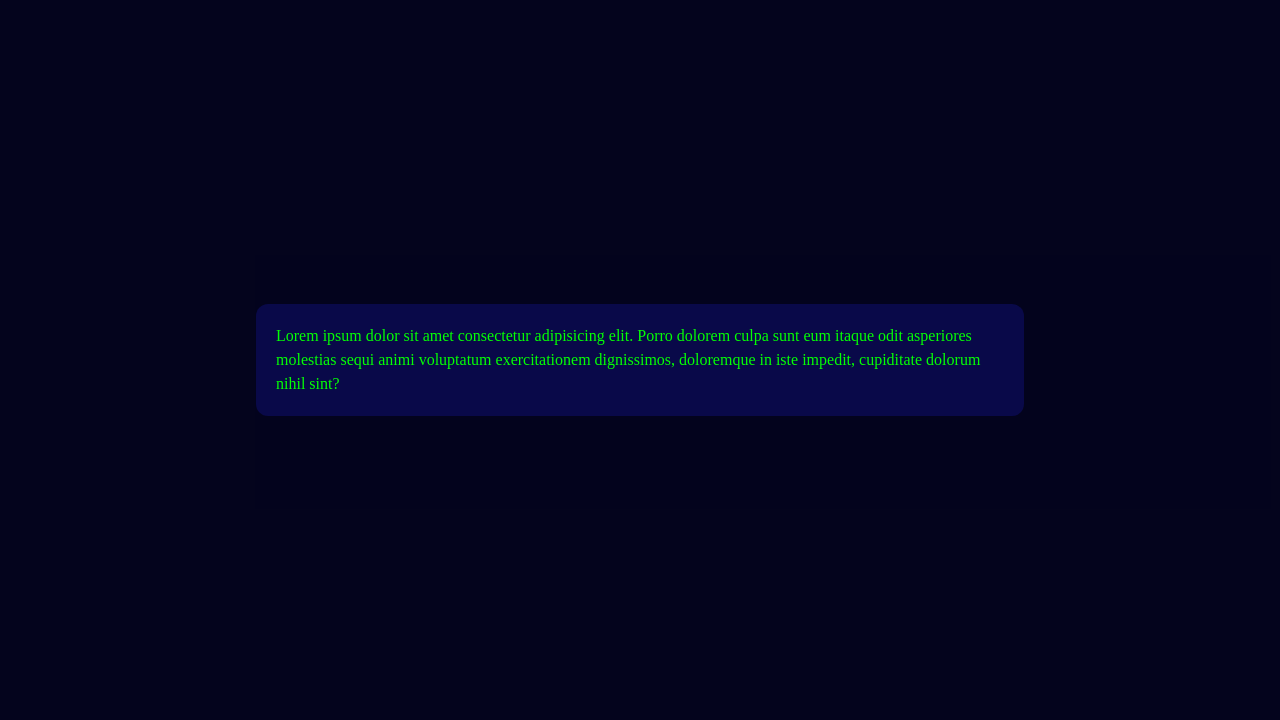 Lorem ipsum dolor sit amet consectetur adipisicing elit. Porro dolorem culpa sunt eum itaque odit asperiores
molestias sequi animi voluptatum exercitationem dignissimos, doloremque in iste impedit, cupiditate dolorum
nihil sint?